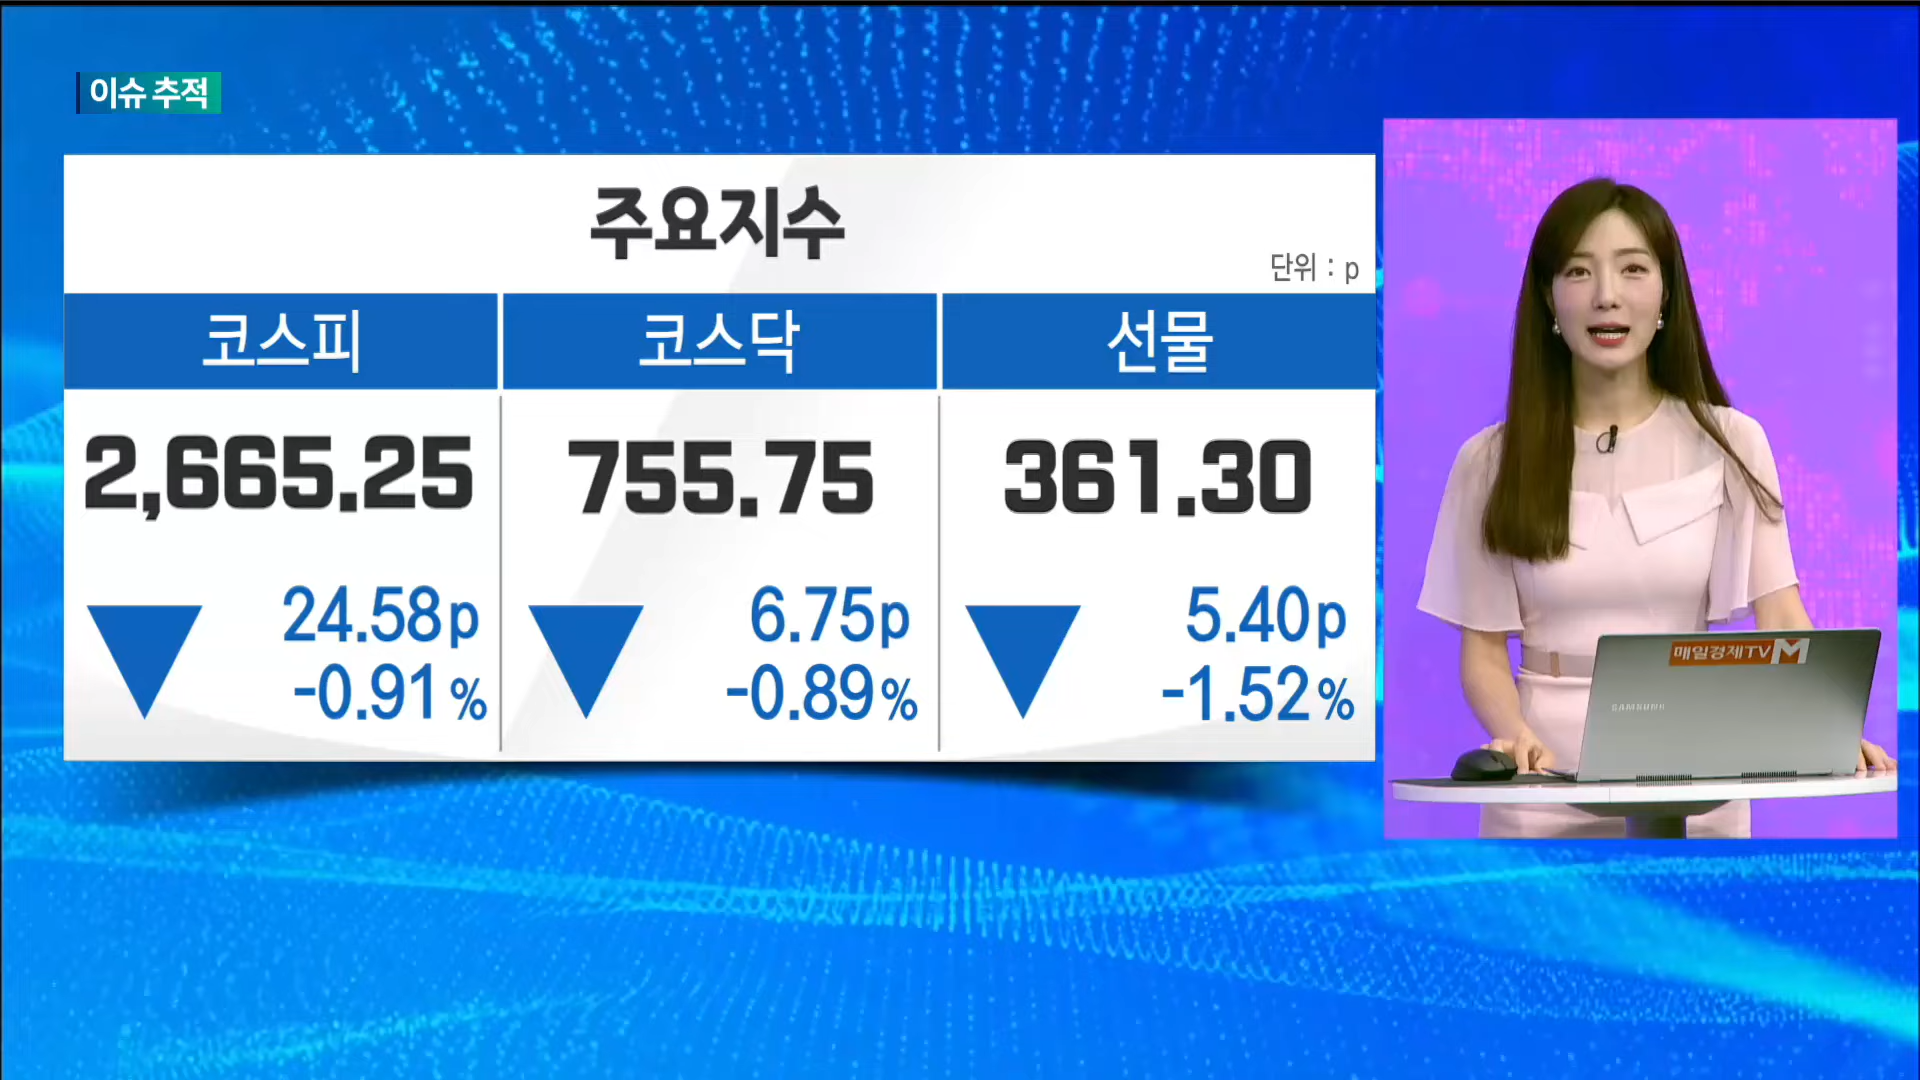 이슈 추적
주요지수
단위 : p
코스피
코스닥
선물
2,665.25
755.75
361.30
24.58p
6.75p
5.40p
-0.91%
-0.89%
-1.52%
매일경제TV M
SAMSUNG